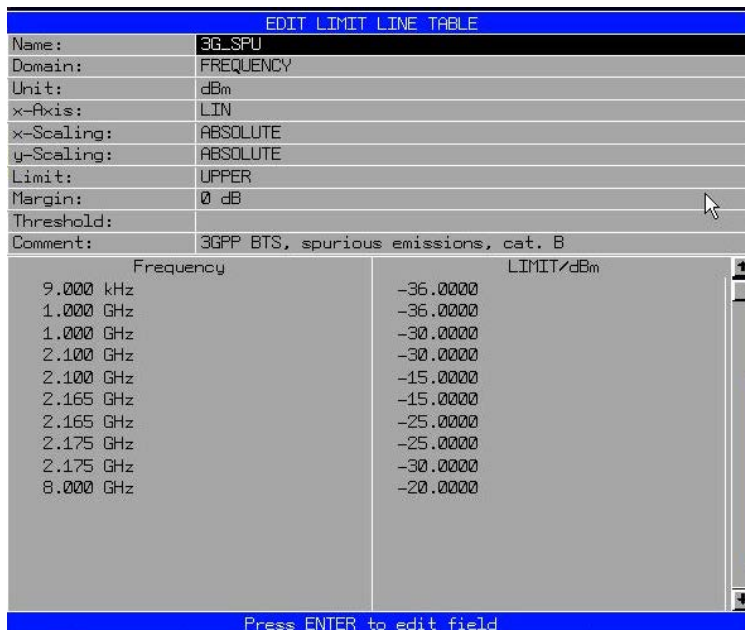 EDIT LIMIT LINE TABLE
Name: 3G_SPU
Domain: FREQUENCY
Unit: dBm
x-Axis: LIN
x-Scaling: ABSOLUTE
y-Scaling: ABSOLUTE
Limit: UPPER
Margin: 0 dB
Threshold:
Comment: 3GPP BTS, spurious emissions, cat. B
Frequency LIMIT/dBm
9.000 kHz -36.0000
1.000 GHz -36.0000
1.000 GHz -30.0000
2.100 GHz -30.0000
2.100 GHz -15.0000
2.165 GHz -15.0000
2.165 GHz -25.0000
2.175 GHz -25.0000
2.175 GHz -30.0000
8.000 GHz -20.0000
Press ENTER to edit field